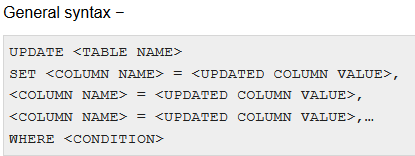 General syntax –
UPDATE <TABLE NAME>
SET <COLUMN NAME> = <UPDATED COLUMN VALUE>,
<COLUMN NAME> = <UPDATED COLUMN VALUE>,
<COLUMN NAME> = <UPDATED COLUMN VALUE>,…
WHERE <CONDITION>